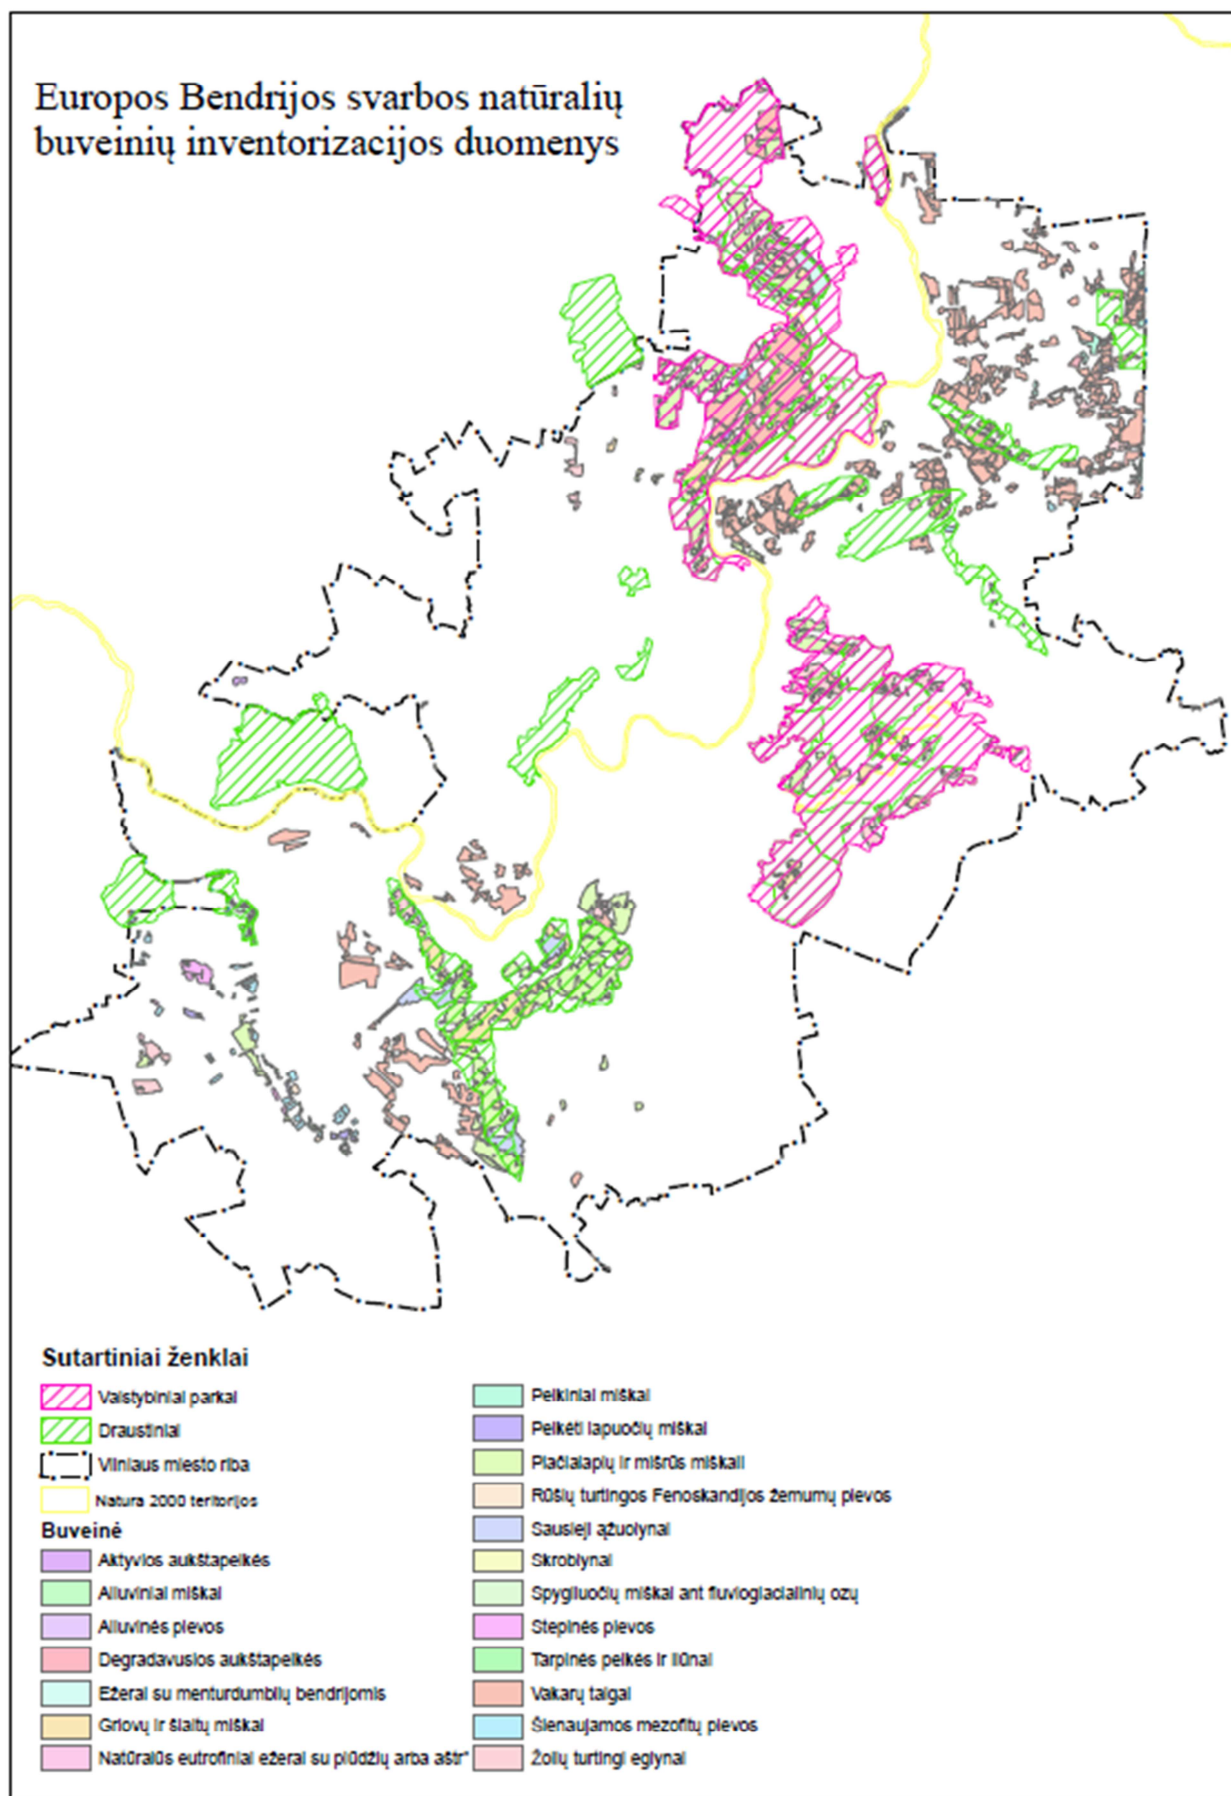 Europos Bendrijos svarbos natūralių
buveinių inventorizacijos duomenys
Sutartiniai ženklai
Valstybiniai parkai
Draustiniai
Vilniaus miesto riba
Natura 2000 teritorijos
Buveinė
Aktyvios aukštapelkės
Aliuviniai miškai
Aliuvinės pievos
Degradavusios aukštapelkės
Ežerai su menturdumblių bendrijomis
Griovų ir šlaitų miškai
Natūralūs eutrofiniai ežerai su plūdžių arba aštr*
Pelkiniai miškai
Pelkėti lapuočių miškai
Plačialapių ir mišrūs miškaii
Rūšių turtingos Fenoskandijos žemumų pievos
Sausieji ąžuolynai
Skroblynai
Spygliuočių miškai ant fluvioglacialinių ozų
Stepinės pievos
Tarpinės pelkės ir liūnai
Vakarų taigai
Šienaujamos mezofitų pievos
Žolių turtingi eglynai